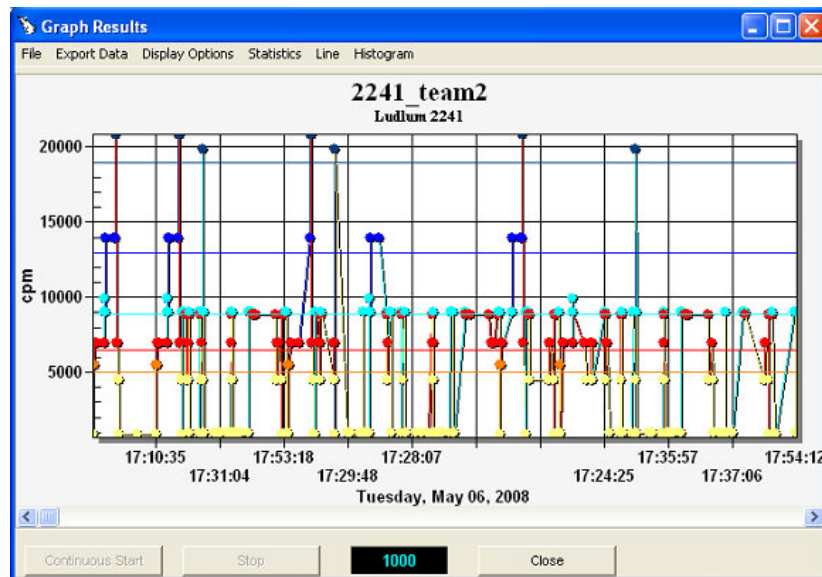 Graph Results
File Export Data Display Options Statistics Line Histogram
2241_team2
Ludlum 2241
20000
15000
cpm
10000
5000
17:10:35 17:53:18 17:28:07 17:35:57 17:54:12
17:31:04 17:29:48 17:24:25 17:37:06
Tuesday, May 06, 2008
Continuous Start Stop 1000 Close